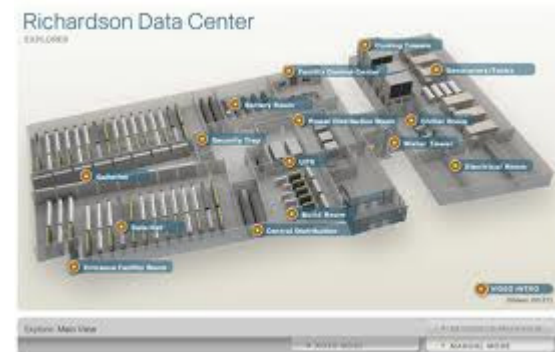 Richardson Data Center
EXPLORER
Cooling Towers
Generators/Tanks
Facility Control Center
Battery Room
Power Distribution Room
Chiller Room
Security Trap
Water Tower
UPS
Electrical Room
Galleries
Build Room
Galleries
Central Distribution
Entrance Facility Room
VIDEO INTRO
Explore: Main View
MANUAL MODE